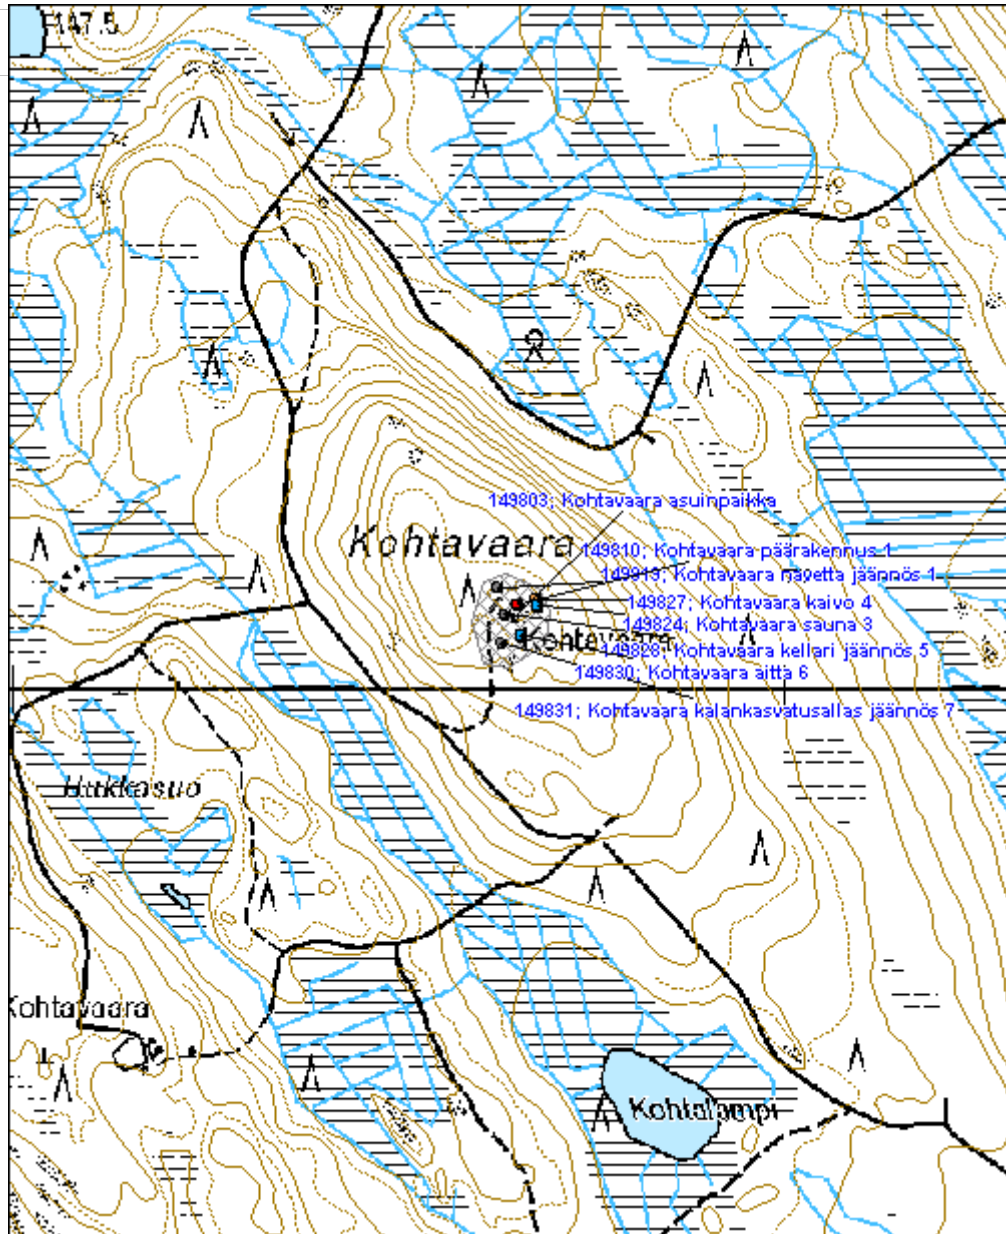 147.5
149803; Kohtavaara asuinpaikka
Kohtavaara
149810; Kohtavaara päärakennus 1
149919; Kohtavaara navetta jäännös 1
149827; Kohtavaara kaivo 4
149824; Kohtavaara sauna 3
Kohtavaara
149828; Kohtavaara kellari jäännös 5
149830; Kohtavaara aitta 6
149831; Kohtavaara kalankasvatusallas jäännös 7
Hukkasuo
Kohtavaara
Kohtalampi